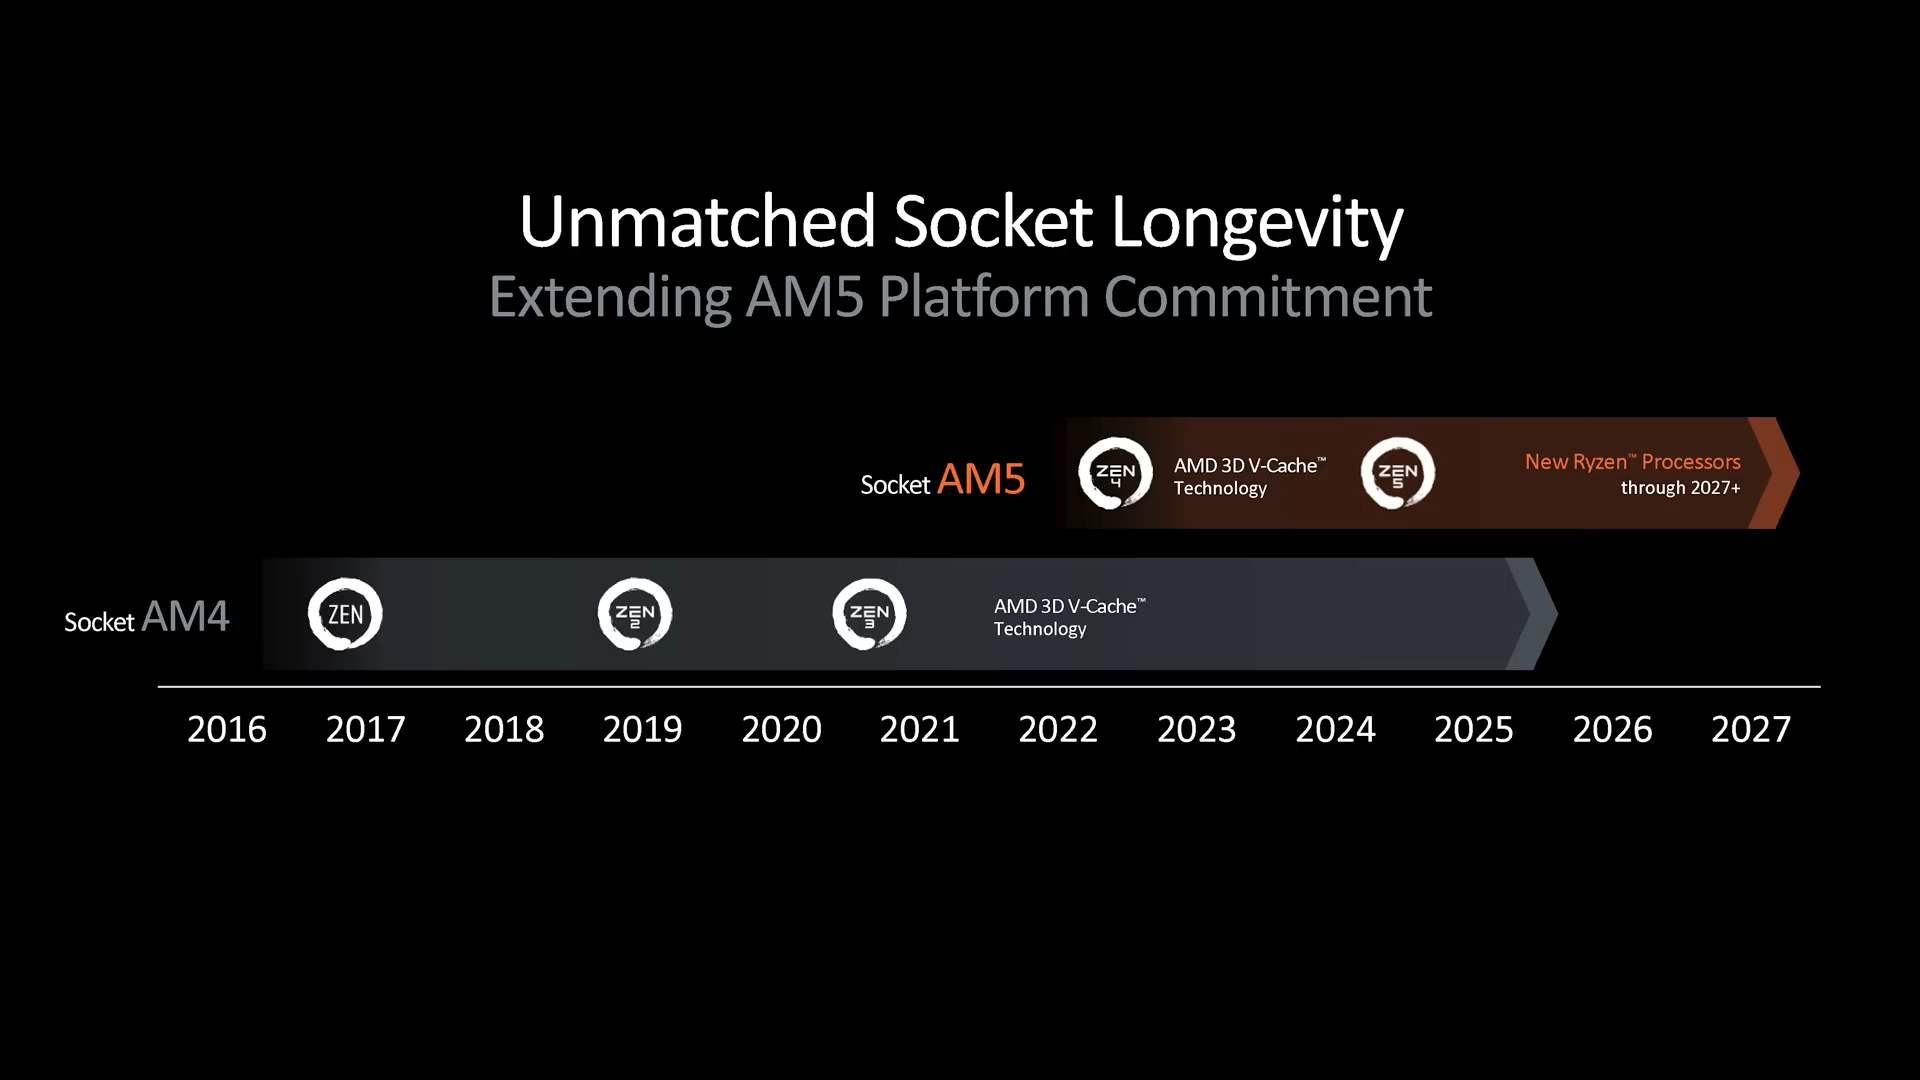 Unmatched Socket Longevity
Extending AM5 Platform Commitment
Socket AM5
ZEN
4
AMD 3D V-Cache™
Technology
ZEN
5
New Ryzen™ Processors
through 2027+
Socket AM4
ZEN
ZEN
2
ZEN
3
AMD 3D V-Cache™
Technology
2016 2017 2018 2019 2020 2021 2022 2023 2024 2025 2026 2027